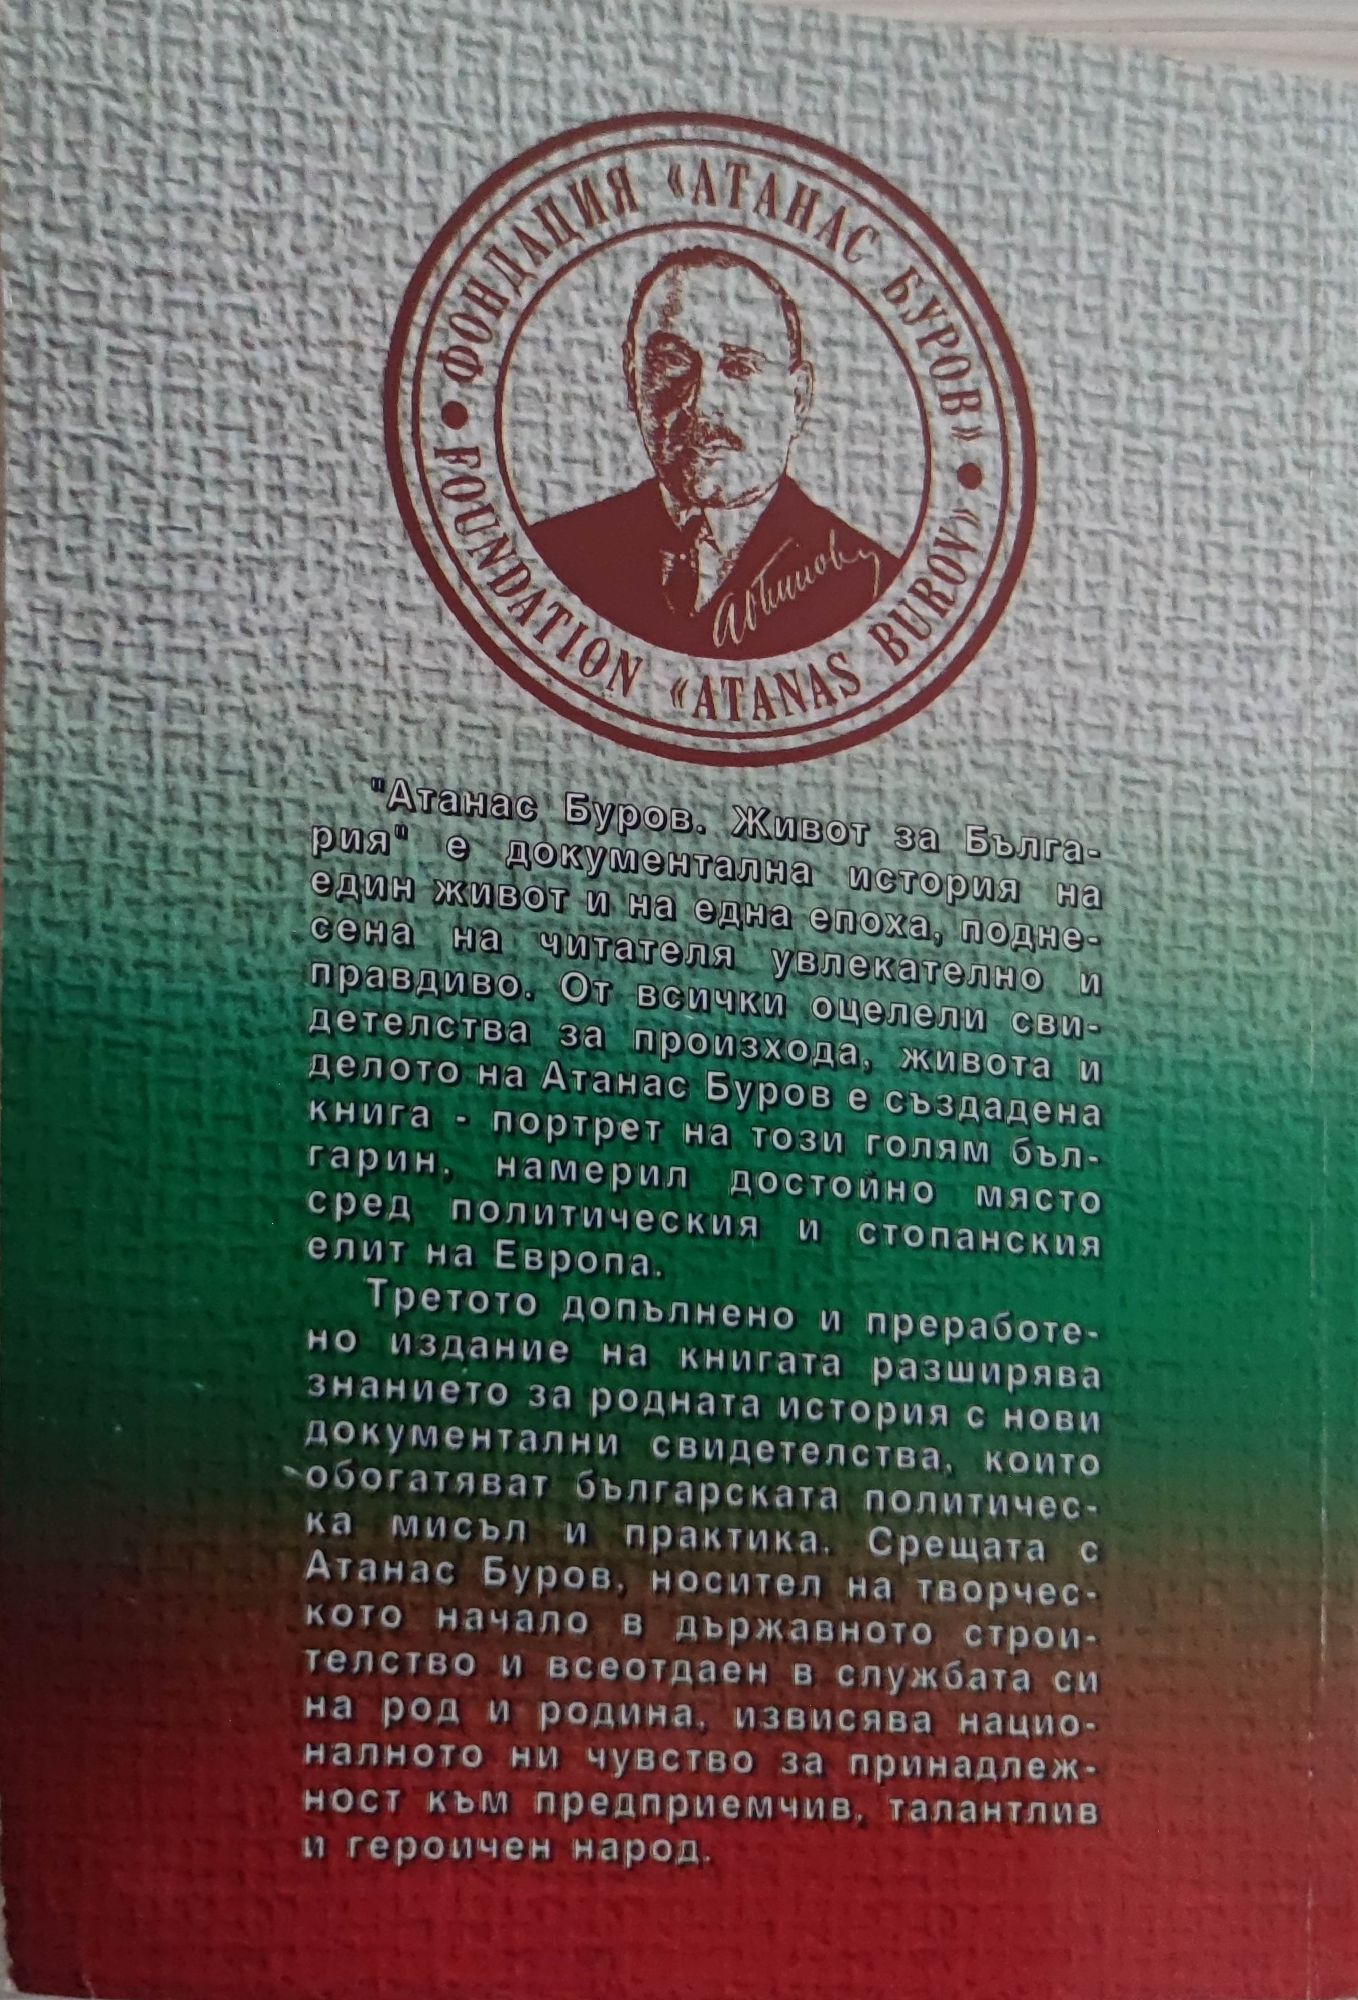 ФОНДАЦИЯ «АТАНАС БУРОВ»
FOUNDATION «ATANAS BUROV»
"Атанас Буров. Живот за Бълга-
рия" е документална история на
един живот и на една епоха, подне-
сена на читателя увлекателно и
правдиво. От всички оцелели сви-
детелства за произхода, живота и
делото на Атанас Буров е създадена
книга - портрет на този голям бъл-
гарин, намерил достойно място
сред политическия и стопанския
елит на Европа.
Третото допълнено и преработе-
но издание на книгата разширява
знанието за родната история с нови
документални свидетелства, които
обогатяват българската политичес-
ка мисъл и практика. Срещата с
Атанас Буров, носител на творчес-
кото начало в държавното строи-
телство и всеотдаен в службата си
на род и родина, извисява нацио-
налното ни чувство за принадлеж-
ност към предприемчив, талантлив
и героичен народ.